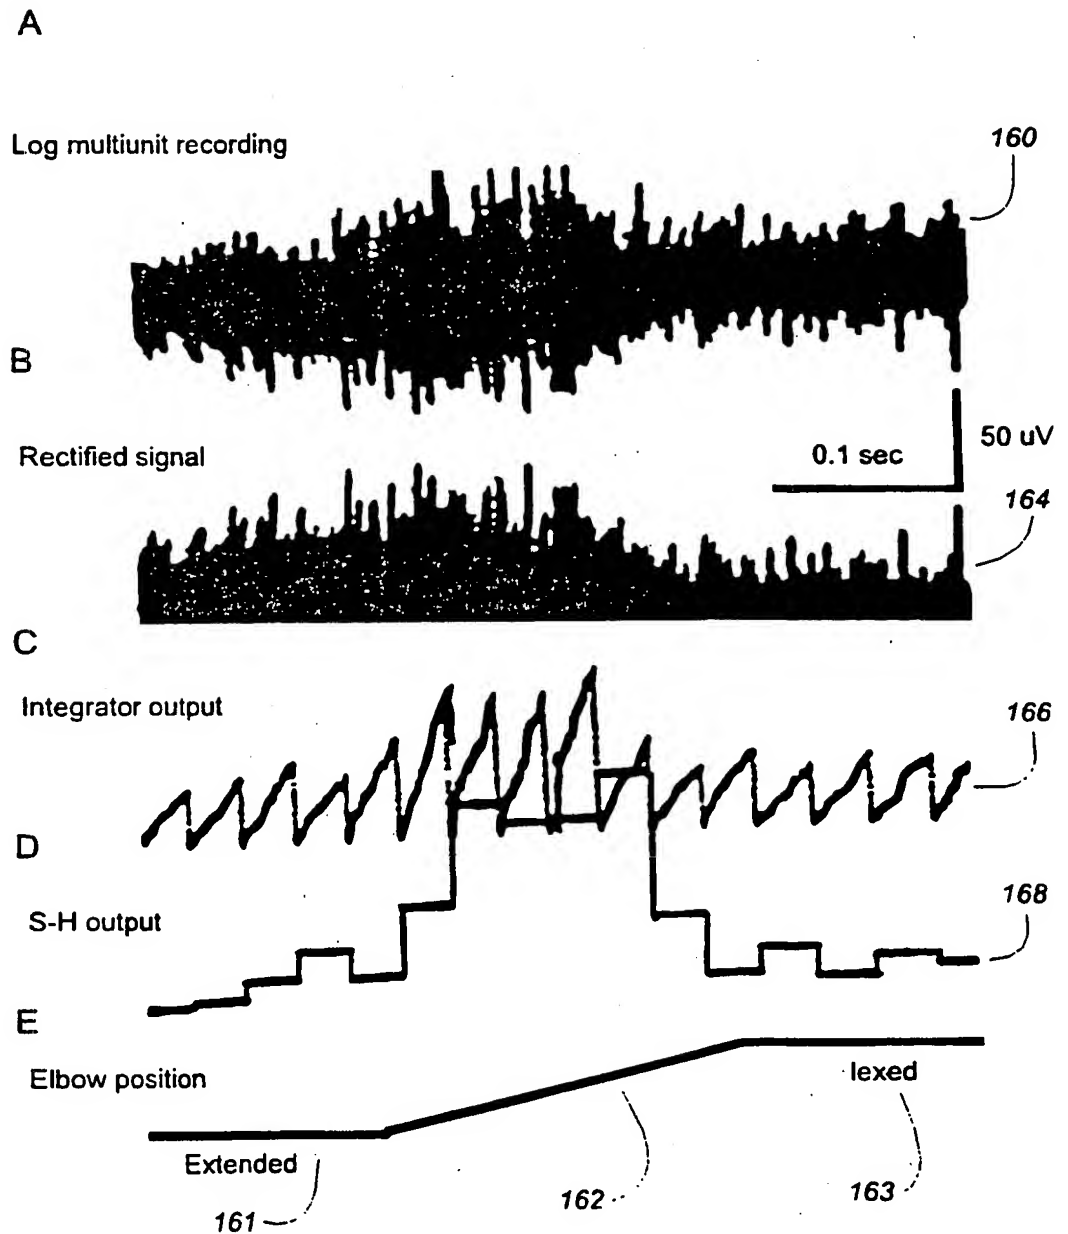 A
Log multiunit recording
160
B
Rectified signal
0.1 sec
50 uV
164
C
Integrator output
166
D
S-H output
168
E
Elbow position
lexed
Extended
161
162
163